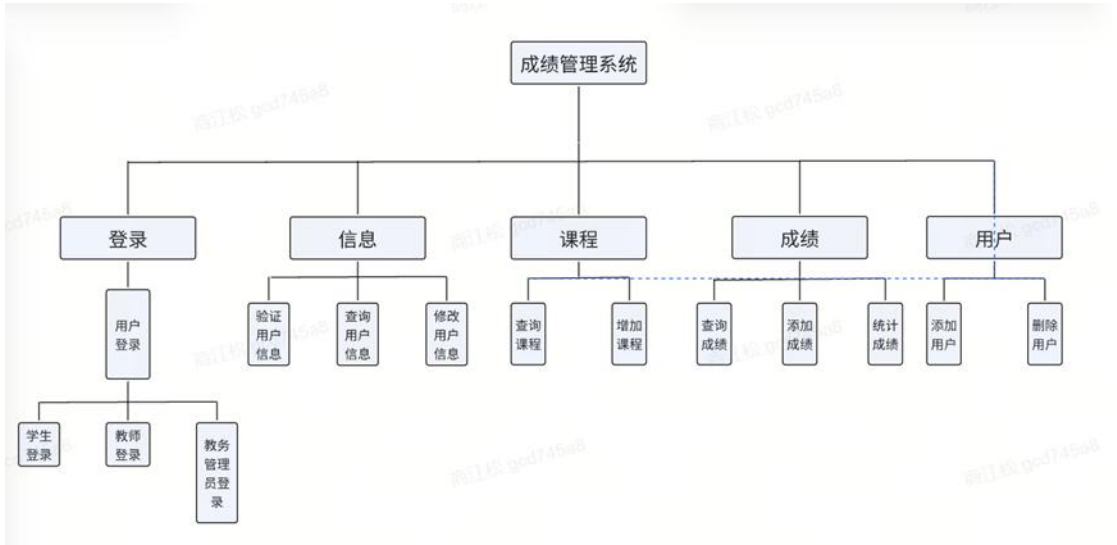 成绩管理系统
登录
信息
课程
成绩
用户
用户
登录
验证
用户
信息
查询
用户
信息
修改
用户
信息
查询
课程
增加
课程
查询
成绩
添加
成绩
统计
成绩
添加
用户
删除
用户
学生
登录
教师
登录
教务
管理
员登
录